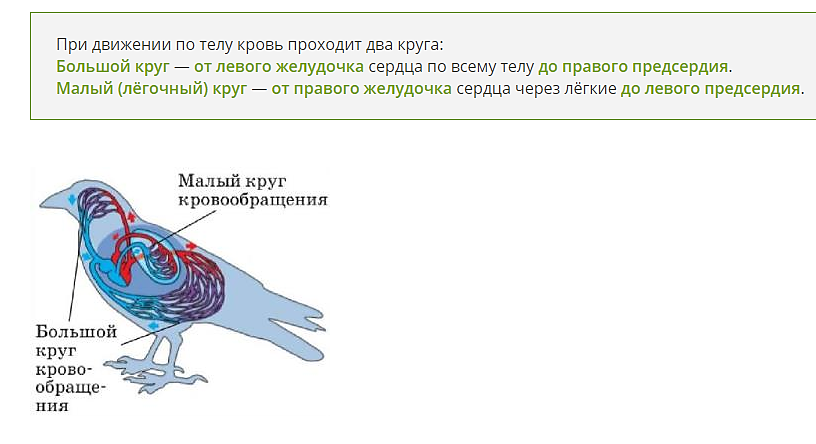 При движении по телу кровь проходит два круга:
Большой круг — от левого желудочка сердца по всему телу до правого предсердия.
Малый (лёгочный) круг — от правого желудочка сердца через лёгкие до левого предсердия.
Малый круг
кровообращения
Большой
круг
крово-
обраще-
ния